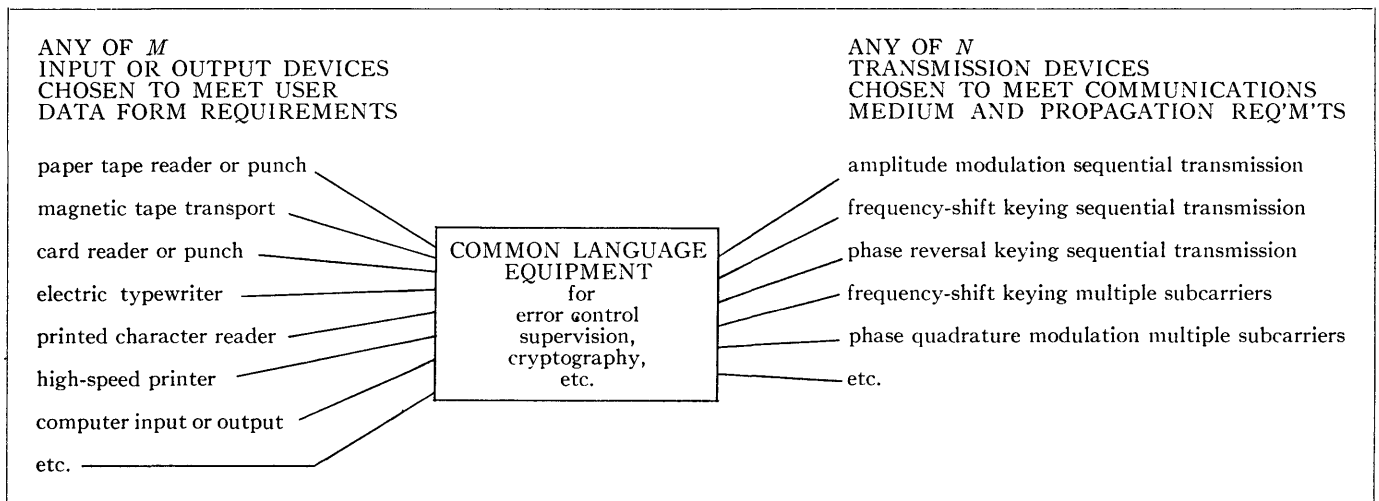 ANY OF M
INPUT OR OUTPUT DEVICES
CHOSEN TO MEET USER
DATA FORM REQUIREMENTS
paper tape reader or punch
magnetic tape transport
card reader or punch
electric typewriter
printed character reader
high-speed printer
computer input or output
etc.
COMMON LANGUAGE
EQUIPMENT
for
error control
supervision,
cryptography,
etc.
ANY OF N
TRANSMISSION DEVICES
CHOSEN TO MEET COMMUNICATIONS
MEDIUM AND PROPAGATION REQ'M'TS
amplitude modulation sequential transmission
frequency-shift keying sequential transmission
phase reversal keying sequential transmission
frequency-shift keying multiple subcarriers
phase quadrature modulation multiple subcarriers
etc.